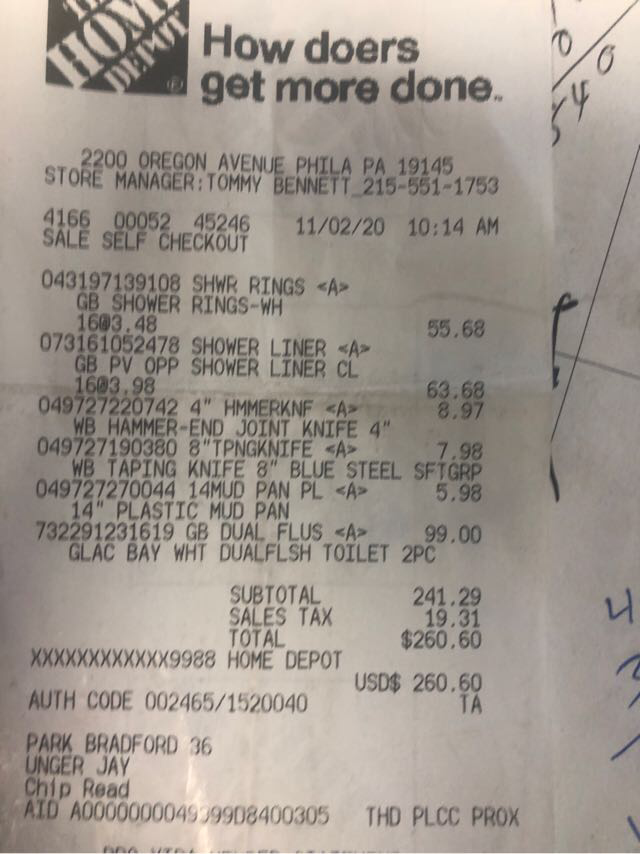 THE
HOME
DEPOT
How doers
get more done.
2200 OREGON AVENUE PHILA PA 19145
STORE MANAGER:TOMMY BENNETT 215-551-1753
4166 00052 45246 11/02/20 10:14 AM
SALE SELF CHECKOUT
043197139108 SHWR RINGS <A>
GB SHOWER RINGS-WH
16@3.48 55.68
073161052478 SHOWER LINER <A>
GB PV OPP SHOWER LINER CL
16@3.98 63.68
049727220742 4" HMMERKNF <A> 8.97
WB HAMMER-END JOINT KNIFE 4"
049727190380 8"TPNGKNIFE <A> 7.98
WB TAPING KNIFE 8" BLUE STEEL SFTGRP
049727270044 14MUD PAN PL <A> 5.98
14" PLASTIC MUD PAN
732291231619 GB DUAL FLUS <A> 99.00
GLAC BAY WHT DUALFLSH TOILET 2PC
SUBTOTAL 241.29
SALES TAX 19.31
TOTAL $260.60
XXXXXXXXXXXX9988 HOME DEPOT
USD$ 260.60
AUTH CODE 002465/1520040 TA
PARK BRADFORD 36
UNGER JAY
Chip Read
AID THD PLCC PROX